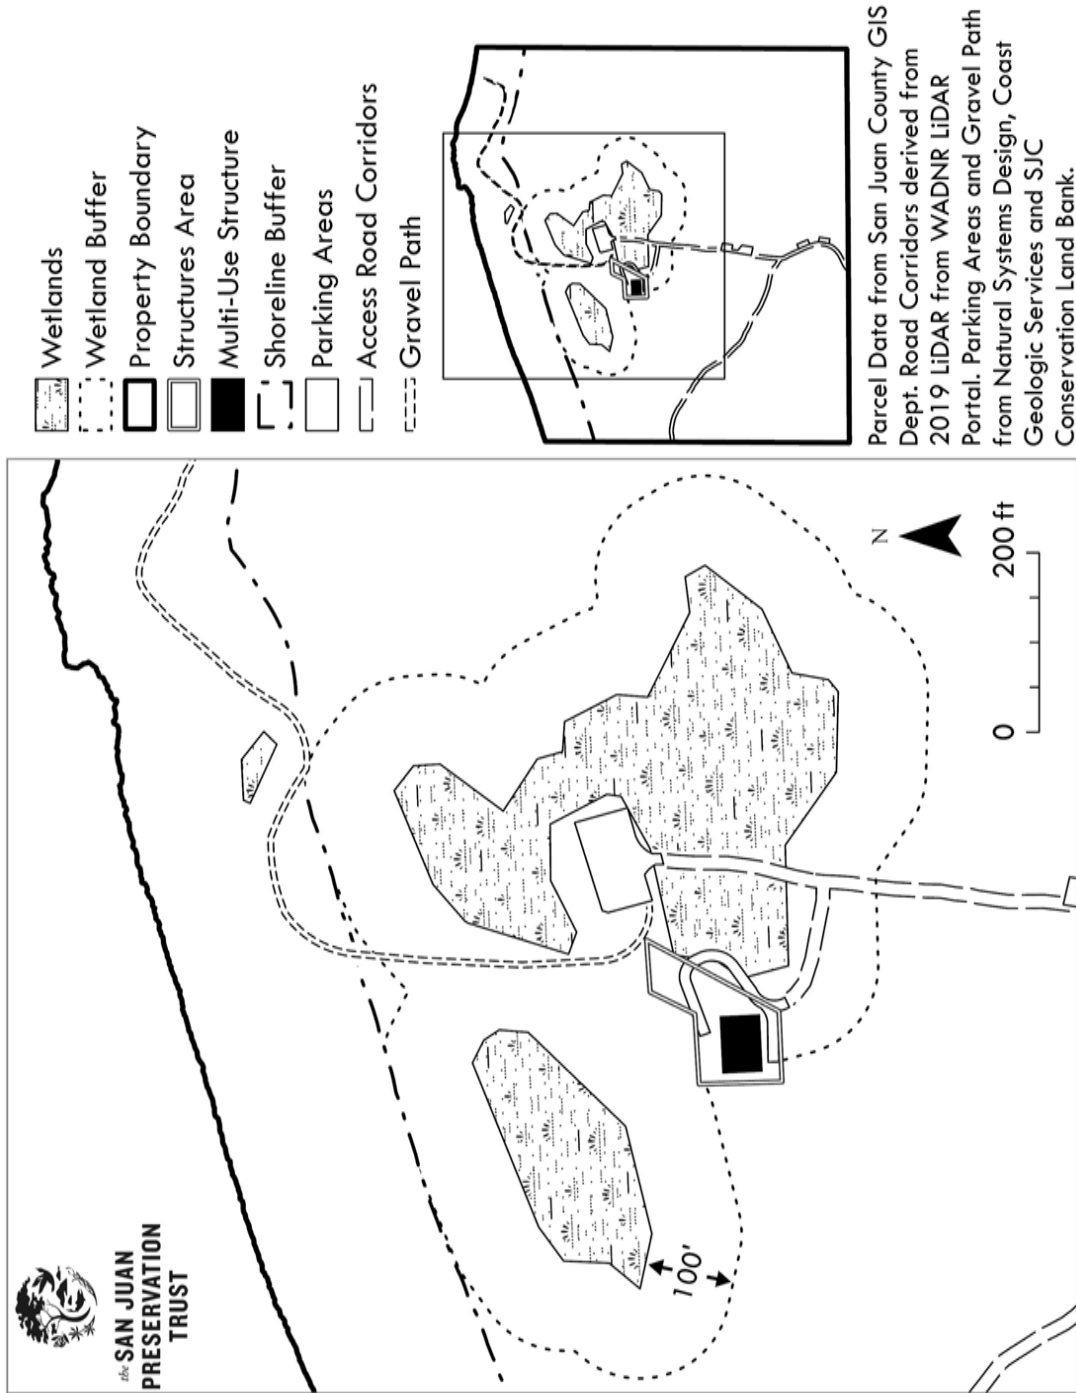 the SAN JUAN
PRESERVATION
TRUST
100'
N
0
200 ft
Wetlands
Wetland Buffer
Property Boundary
Structures Area
Multi-Use Structure
Shoreline Buffer
Parking Areas
Access Road Corridors
Gravel Path
Parcel Data from San Juan County GIS
Dept. Road Corridors derived from
2019 LiDAR from WADNR LiDAR
Portal. Parking Areas and Gravel Path
from Natural Systems Design, Coast
Geologic Services and SJC
Conservation Land Bank.